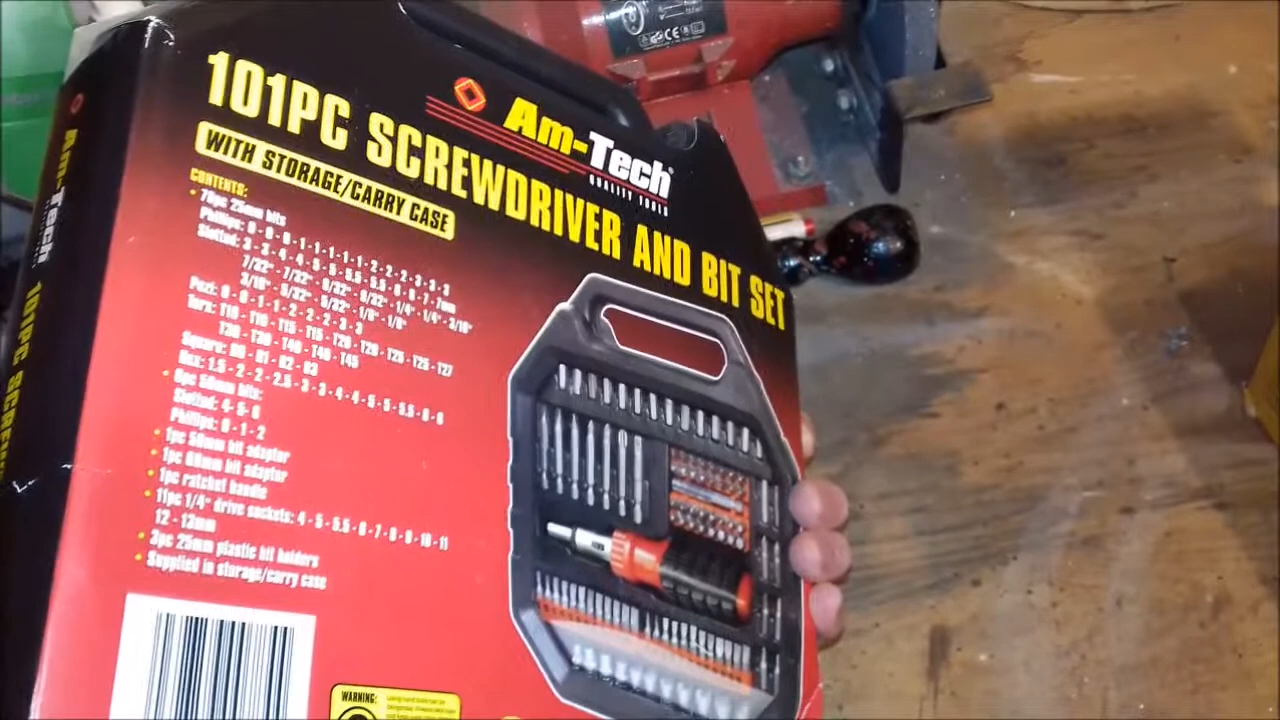 Am-Tech
QUALITY TOOLS
101PC SCREWDRIVER AND BIT SET
WITH STORAGE/CARRY CASE
CONTENTS:
25mm bits
Phillips: 0 - 0 - 0 - 1 - 1 - 1 - 1 - 1 - 2 - 2 - 2 - 3 - 3
Slotted: 3 - 3 - 4 - 4 - 5 - 5 - 5.5 - 5.5 - 6 - 6 - 7 - 7mm
7/32" - 7/32" - 9/32" - 9/32" - 1/4" - 1/4" - 3/16"
3/16" - 5/32" - 5/32" - 1/8" - 1/8"
Pozi: 0 - 0 - 1 - 1 - 2 - 2 - 2 - 3 - 3
Torx: T10 - T10 - T15 - T15 - T20 - T20 - T25 - T25 - T27
T30 - T30 - T40 - T40 - T45
Square: R0 - R1 - R2 - R3
Hex: 1.5 - 2 - 2 - 2.5 - 3 - 3 - 4 - 4 - 5 - 5 - 5.5 - 6 - 6
• 6pc 50mm bits:
Slotted: 4 - 5 - 6
Phillips: 0 - 1 - 2
• 1pc 50mm bit adaptor
• 1pc 60mm bit adaptor
• 1pc ratchet handle
• 11pc 1/4" drive sockets: 4 - 5 - 5.5 - 6 - 7 - 8 - 9 - 10 - 11
12 - 13mm
• 3pc 25mm plastic bit holders
• Supplied in storage/carry case
WARNING:
Am-Tech
101PC